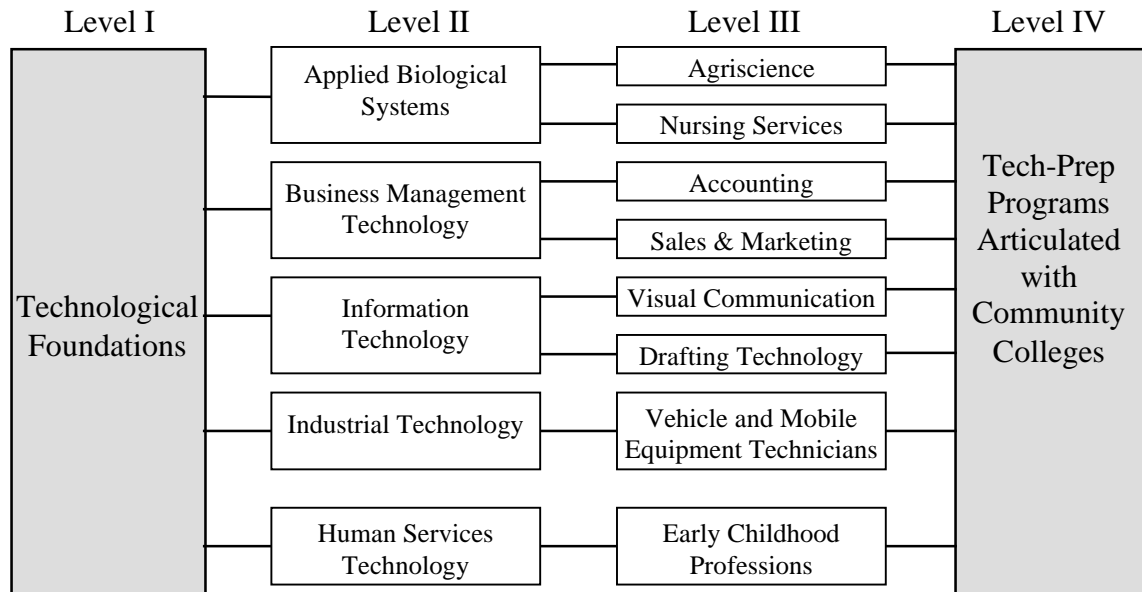 Level I
Level II
Level III
Level IV
Technological
Foundations
Applied Biological
Systems
Business Management
Technology
Information
Technology
Industrial Technology
Human Services
Technology
Agriscience
Nursing Services
Accounting
Sales & Marketing
Visual Communication
Drafting Technology
Vehicle and Mobile
Equipment Technicians
Early Childhood
Professions
Tech-Prep
Programs
Articulated
with
Community
Colleges